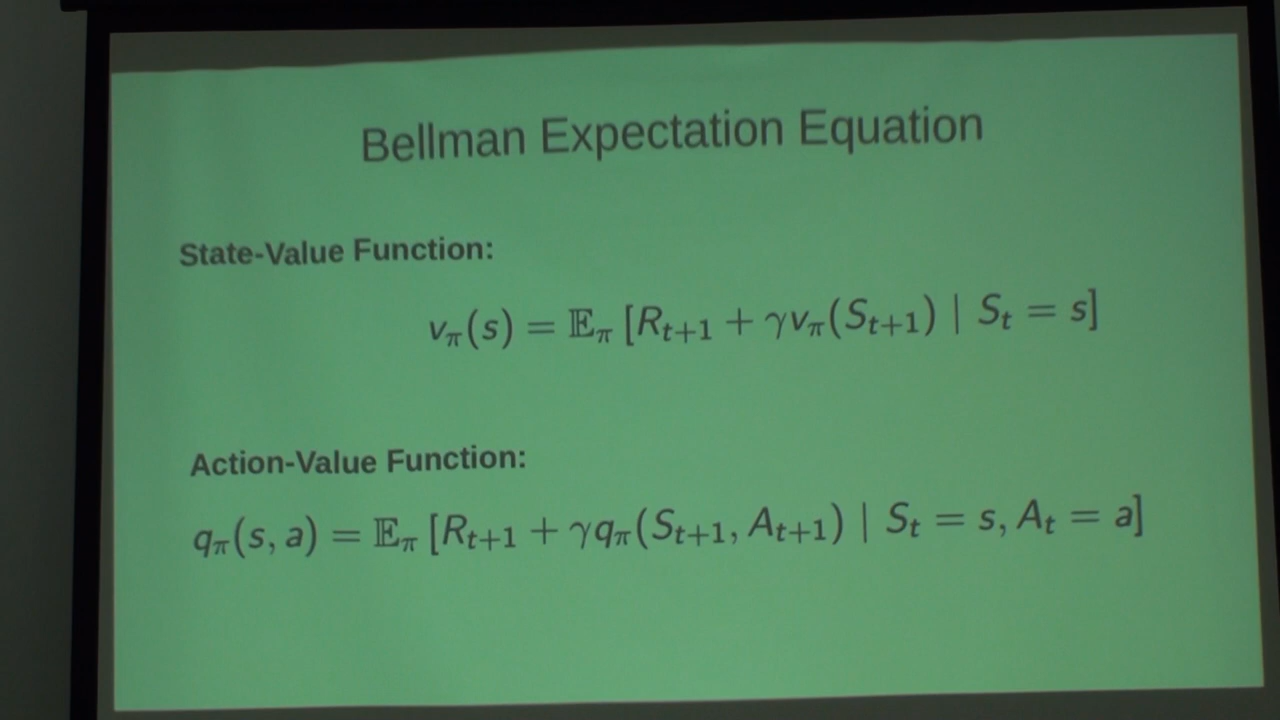 Bellman Expectation Equation
State-Value Function:
vπ(s) = 𝔼π [Rt+1 + γvπ(St+1) | St = s]
Action-Value Function:
qπ(s, a) = 𝔼π [Rt+1 + γqπ(St+1, At+1) | St = s, At = a]